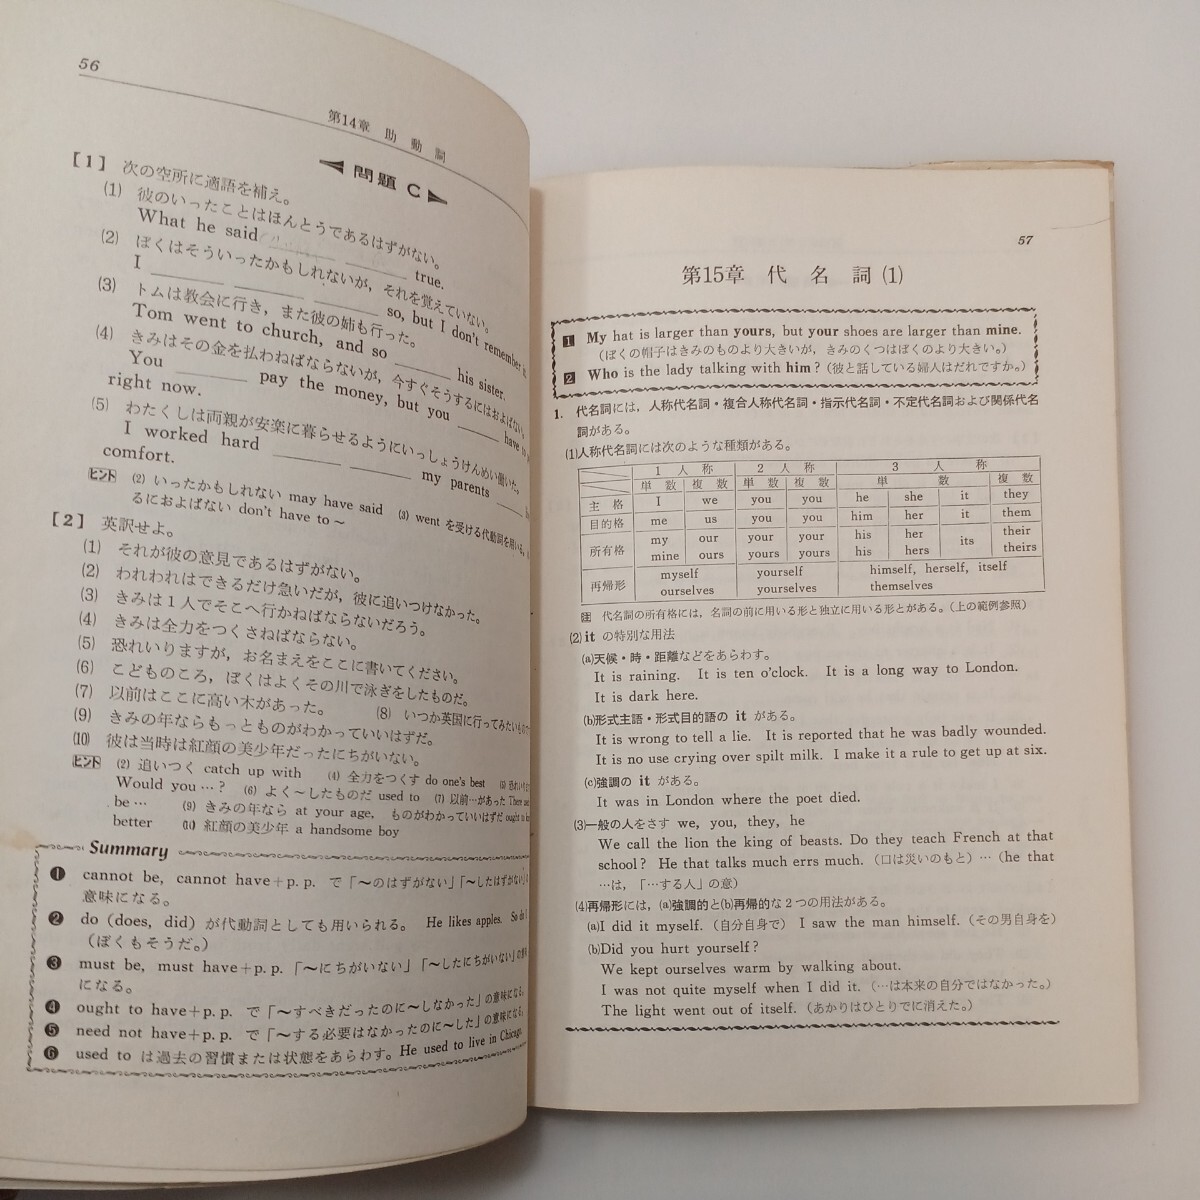 56
第14章 助 動 詞
問題 C
[1] 次の空所に適語を補え。
(1) 彼のいったことはほんとうであるはずがない。
What he said ______ ______ true.
(2) ぼくはそういったかもしれないが，それを覚えていない。
I ______ ______ ______ so, but I don't remember
(3) トムは教会に行き，また彼の姉も行った。
Tom went to church, and so ______ his sister.
(4) きみはその金を払わねばならないが，今すぐそうするにはおよばない。
You ______ pay the money, but you ______ have to
right now.
(5) わたくしは両親が安楽に暮らせるようにいっしょうけんめい働いた。
I worked hard ______ ______ my parents ______
comfort.
ヒント (2) いったかもしれない may have said (3) went を受ける代動詞を用いる。
るにおよばない don't have to ～
[2] 英訳せよ。
(1) それが彼の意見であるはずがない。
(2) われわれはできるだけ急いだが，彼に追いつけなかった。
(3) きみは1人でそこへ行かねばならないだろう。
(4) きみは全力をつくさねばならない。
(5) 恐れいりますが，お名まえをここに書いてください。
(6) こどものころ，ぼくはよくその川で泳ぎをしたものだ。
(7) 以前はここに高い木があった。 (8) いつか英国に行ってみたいもの
(9) きみの年ならもっとものがわかっていいはずだ。
(10) 彼は当時は紅顔の美少年だったにちがいない。
ヒント (2) 追いつく catch up with (4) 全力をつくす do one's best (5)
Would you …? (6) よく～したものだ used to (7) 以前…があった There used
be … (9) きみの年なら at your age, ものがわかっていいはずだ ought to
better (10) 紅顔の美少年 a handsome boy
Summary
❶ cannot be, cannot have＋p. p. で「～のはずがない」「～したはずがない」
意味になる。
❷ do (does, did) が代動詞としても用いられる。 He likes apples. So do I
（ぼくもそうだ。）
❸ must be, must have＋p. p.「～にちがいない」「～したにちがいない」の意味
になる。
❹ ought to have＋p. p. で「～すべきだったのに～しなかった」の意味になる。
❺ need not have＋p. p. で「～する必要はなかったのに～した」の意味になる。
❻ used to は過去の習慣または状態をあらわす。He used to live in Chicago.
57
第15章 代 名 詞 (1)
1 My hat is larger than yours, but your shoes are larger than mine.
（ぼくの帽子はきみのものより大きいが，きみのくつはぼくのより大きい。）
2 Who is the lady talking with him? (彼と話している婦人はだれですか。)
1. 代名詞には，人称代名詞・複合人称代名詞・指示代名詞・不定代名詞および関係代名
詞がある。
(1)人称代名詞には次のような種類がある。
1 人 称 2 人 称 3 人 称
単 数 複 数 単 数 複 数 単 数 複 数
主 格 I we you you he she it they
目的格 me us you you him her it them
所有格 my our your your his her its their
mine ours yours yours his hers theirs
再帰形 myself yourself himself, herself, itself
ourselves yourselves themselves
注 代名詞の所有格には，名詞の前に用いる形と独立に用いる形とがある。（上の範例参照）
(2)it の特別な用法
(a)天候・時・距離などをあらわす。
It is raining. It is ten o'clock. It is a long way to London.
It is dark here.
(b)形式主語・形式目的語の it がある。
It is wrong to tell a lie. It is reported that he was badly wounded.
It is no use crying over spilt milk. I make it a rule to get up at six.
(c)強調の it がある。
It was in London where the poet died.
(3)一般の人をさす we, you, they, he
We call the lion the king of beasts. Do they teach French at that
school? He that talks much errs much.（口は災いのもと）…（he that
…は，「…する人」の意）
(4)再帰形には，(a)強調的と(b)再帰的な2つの用法がある。
(a)I did it myself.（自分自身で） I saw the man himself.（その男自身を）
(b)Did you hurt yourself?
We kept ourselves warm by walking about.
I was not quite myself when I did it.（…は本来の自分ではなかった。）
The light went out of itself.（あかりはひとりでに消えた。）